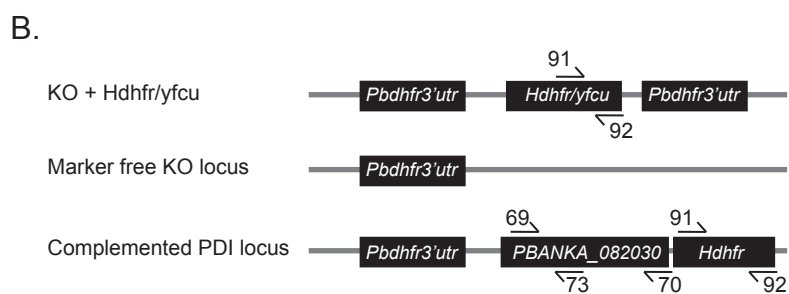 B.
91
KO + Hdhfr/yfcu Pbdhfr3'utr Hdhfr/yfcu Pbdhfr3'utr
92
Marker free KO locus Pbdhfr3'utr
69 91
Complemented PDI locus Pbdhfr3'utr PBANKA_082030 Hdhfr
73 70 92